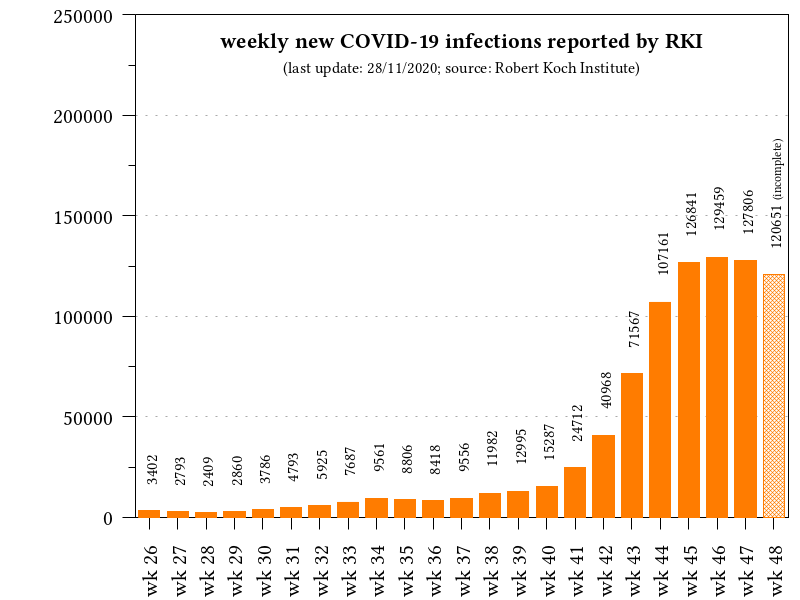 250000
weekly new COVID-19 infections reported by RKI
(last update: 28/11/2020; source: Robert Koch Institute)
200000
150000
100000
50000
0
3402
2793
2409
2860
3786
4793
5925
7687
9561
8806
8418
9556
11982
12995
15287
24712
40968
71567
107161
126841
129459
127806
120651 (incomplete)
wk 26
wk 27
wk 28
wk 29
wk 30
wk 31
wk 32
wk 33
wk 34
wk 35
wk 36
wk 37
wk 38
wk 39
wk 40
wk 41
wk 42
wk 43
wk 44
wk 45
wk 46
wk 47
wk 48